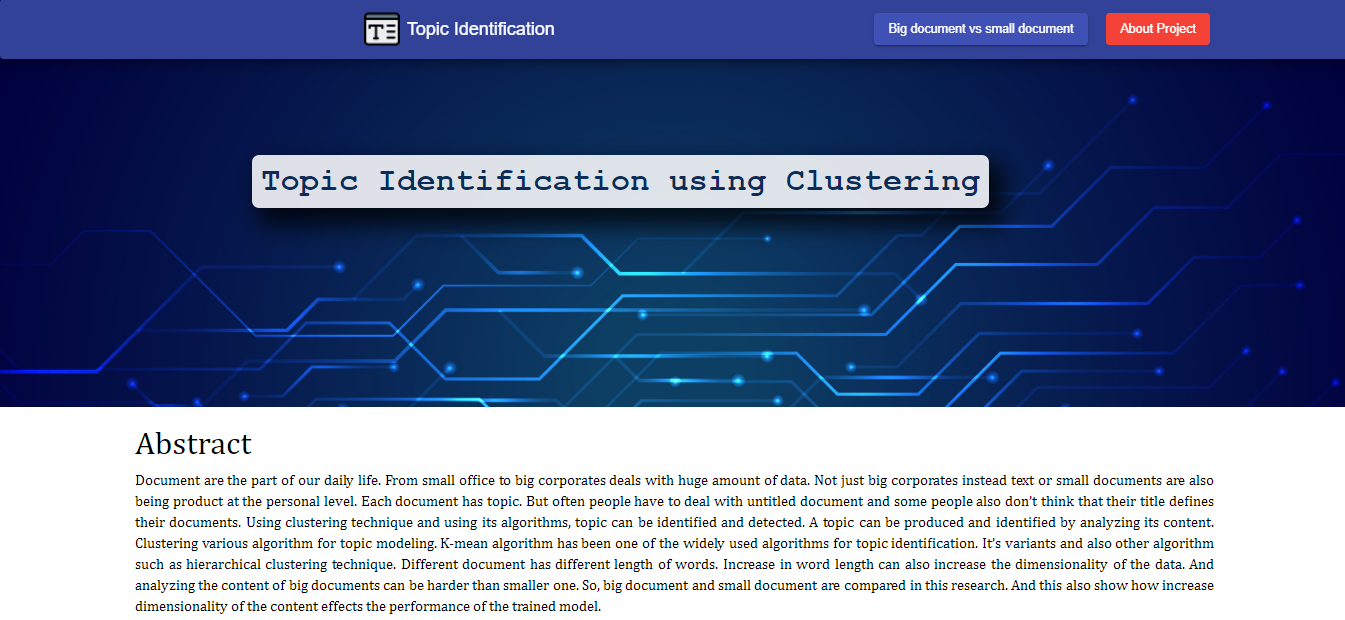 Topic Identification
Big document vs small document
About Project
Topic Identification using Clustering
Abstract
Document are the part of our daily life. From small office to big corporates deals with huge amount of data. Not just big corporates instead text or small documents are also
being product at the personal level. Each document has topic. But often people have to deal with untitled document and some people also don't think that their title defines
their documents. Using clustering technique and using its algorithms, topic can be identified and detected. A topic can be produced and identified by analyzing its content.
Clustering various algorithm for topic modeling. K-mean algorithm has been one of the widely used algorithms for topic identification. It's variants and also other algorithm
such as hierarchical clustering technique. Different document has different length of words. Increase in word length can also increase the dimensionality of the data. And
analyzing the content of big documents can be harder than smaller one. So, big document and small document are compared in this research. And this also show how increase
dimensionality of the content effects the performance of the trained model.